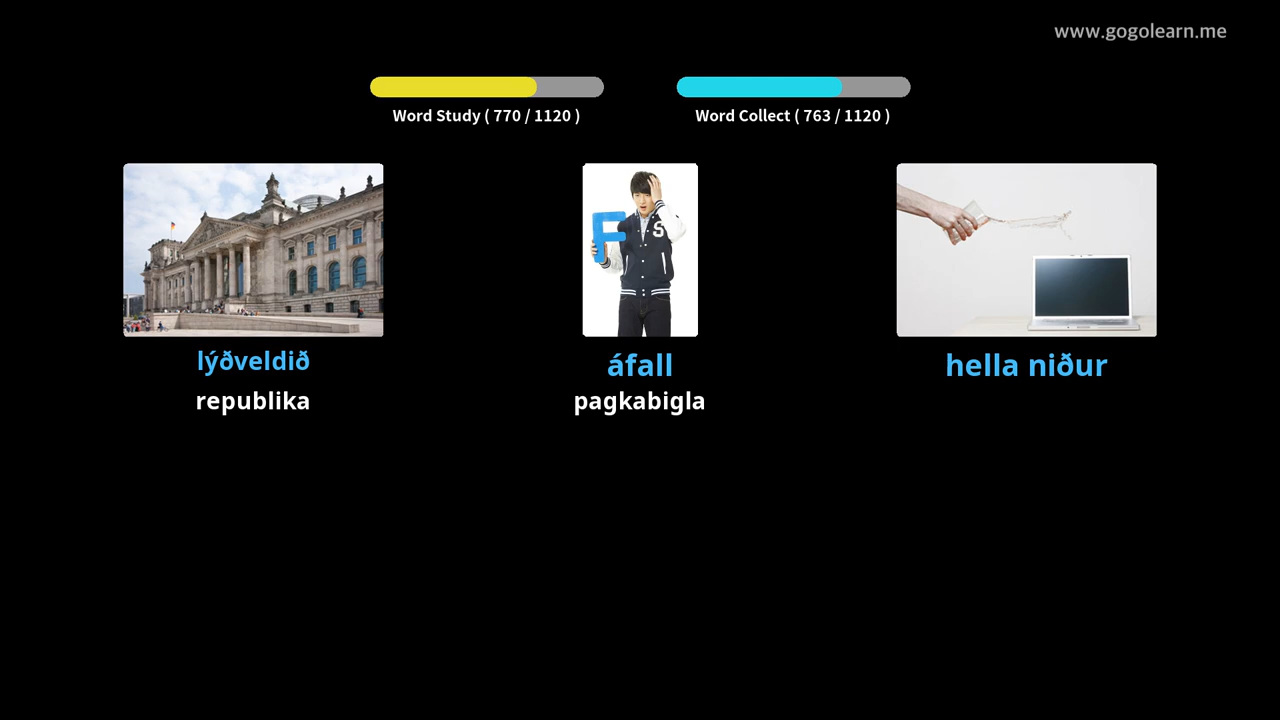 www.gogolearn.me
Word Study ( 770 / 1120 )
Word Collect ( 763 / 1120 )
F
S
lýðveldið
republika
áfall
pagkabigla
hella niður